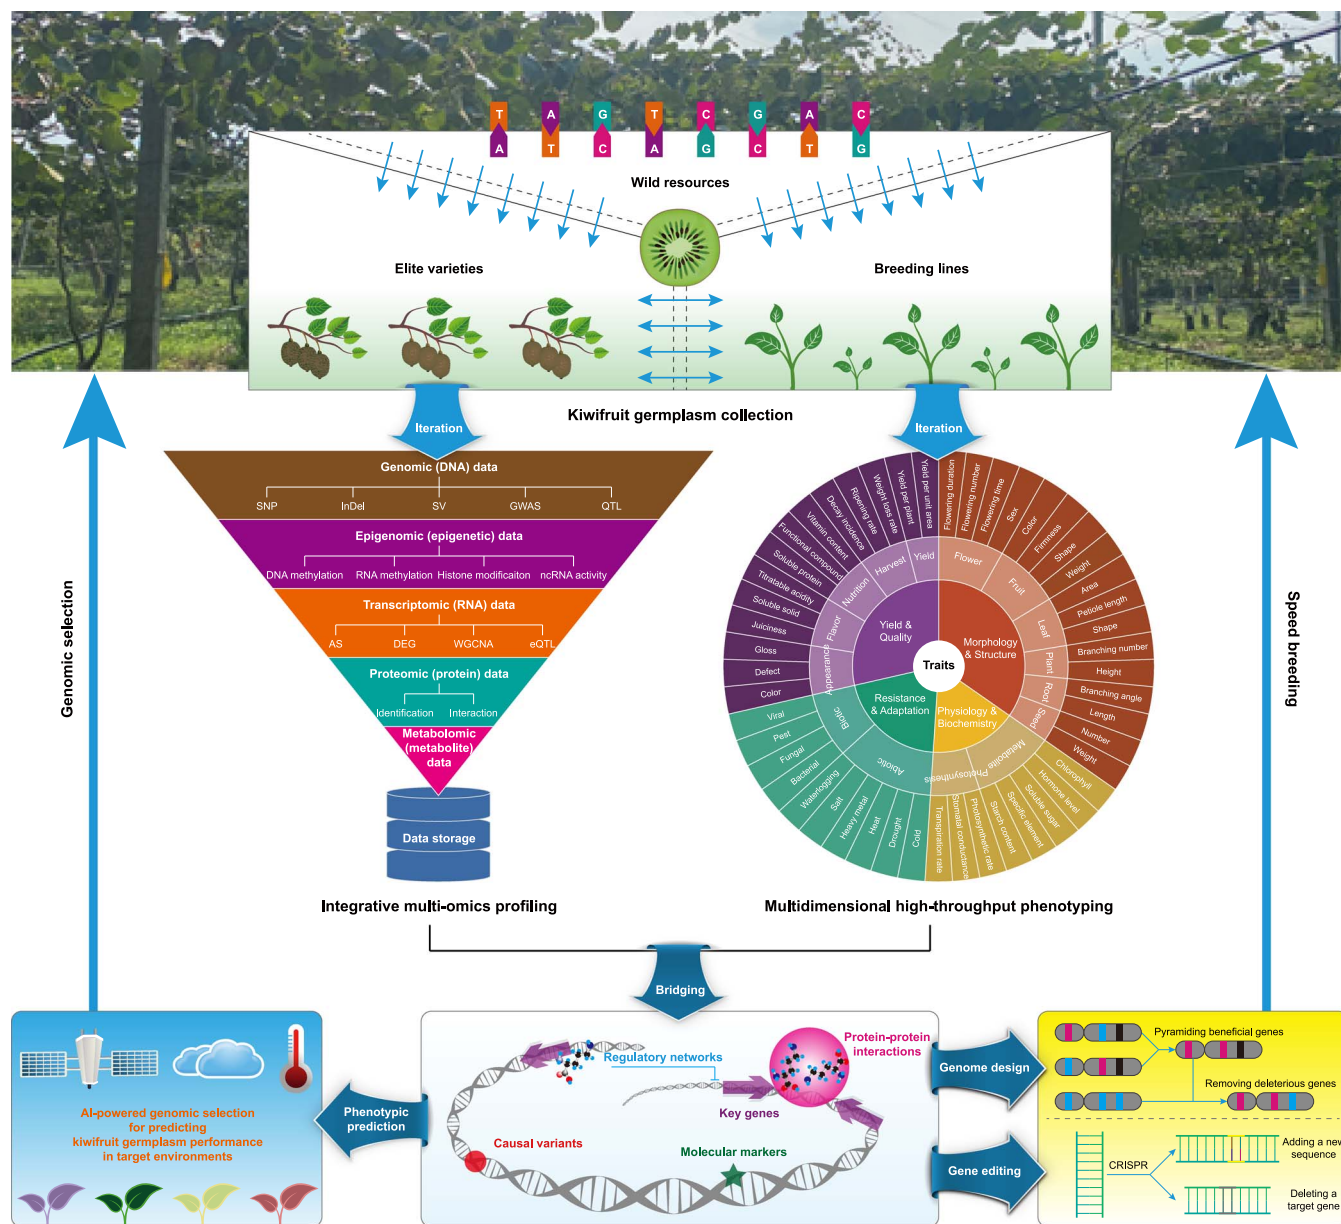 T A G T C G A C
A T C A G C T G
Wild resources
Elite varieties
Breeding lines
Kiwifruit germplasm collection
Iteration
Iteration
Genomic (DNA) data
SNP InDel SV GWAS QTL
Epigenomic (epigenetic) data
DNA methylation RNA methylation Histone modificaiton ncRNA activity
Transcriptomic (RNA) data
AS DEG WGCNA eQTL
Proteomic (protein) data
Identification Interaction
Metabolomic
(metabolite)
data
Data storage
Integrative multi-omics profiling
Traits
Morphology
& Structure
Flower
Flowering duration
Flowering number
Flowering time
Sex
Fruit
Color
Firmness
Shape
Weight
Leaf
Area
Petiole length
Shape
Plant
Branching number
Height
Root
Branching angle
Length
Seed
Number
Weight
Physiology &
Biochemistry
Metabolite
Chlorophyll
Hormone level
Soluble sugar
Specific element
Starch content
Photosynthesis
Photosynthetic rate
Stomatal conductance
Transpiration rate
Resistance
& Adaptation
Abiotic
Cold
Drought
Heat
Heavy metal
Salt
Waterlogging
Biotic
Bacterial
Fungal
Pest
Viral
Yield &
Quality
Appearance
Color
Defect
Gloss
Flavor
Juiciness
Soluble solid
Titratable acidity
Nutrition
Soluble protein
Functional compound
Vitamin content
Harvest
Decay incidence
Ripening rate
Weight loss rate
Yield
Yield per plant
Yield per unit area
Multidimensional high-throughput phenotyping
Genomic selection
Speed breeding
Bridging
AI-powered genomic selection
for predicting
kiwifruit germplasm performance
in target environments
Phenotypic
prediction
Regulatory networks
Protein-protein
interactions
Key genes
Causal variants
Molecular markers
Genome design
Gene editing
Pyramiding beneficial genes
Removing deleterious genes
CRISPR
Adding a new
sequence
Deleting a
target gene